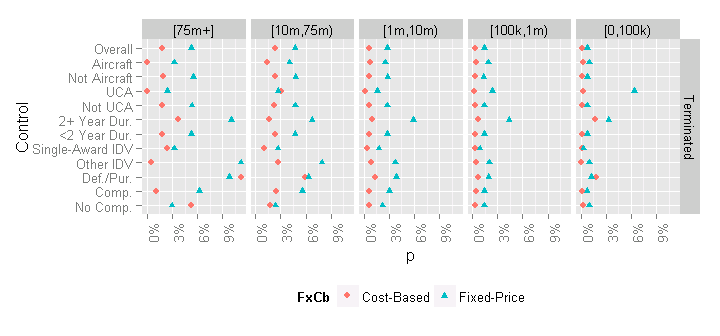 [75m+] [10m,75m) [1m,10m) [100k,1m) [0,100k)
Control
Overall
Aircraft
Not Aircraft
UCA
Not UCA
2+ Year Dur.
<2 Year Dur.
Single-Award IDV
Other IDV
Def./Pur.
Comp.
No Comp.
Terminated
0% 3% 6% 9% 0% 3% 6% 9% 0% 3% 6% 9% 0% 3% 6% 9% 0% 3% 6% 9%
p
FxCb Cost-Based Fixed-Price